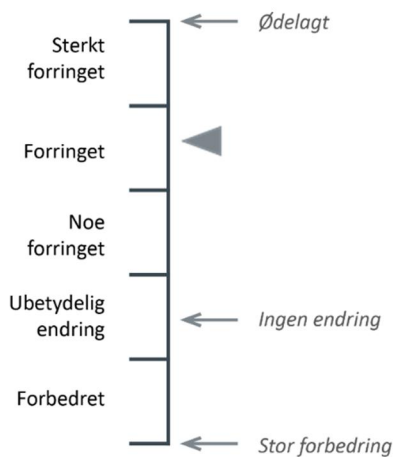 Ødelagt
Sterkt
forringet
Forringet
Noe
forringet
Ubetydelig
endring
Ingen endring
Forbedret
Stor forbedring